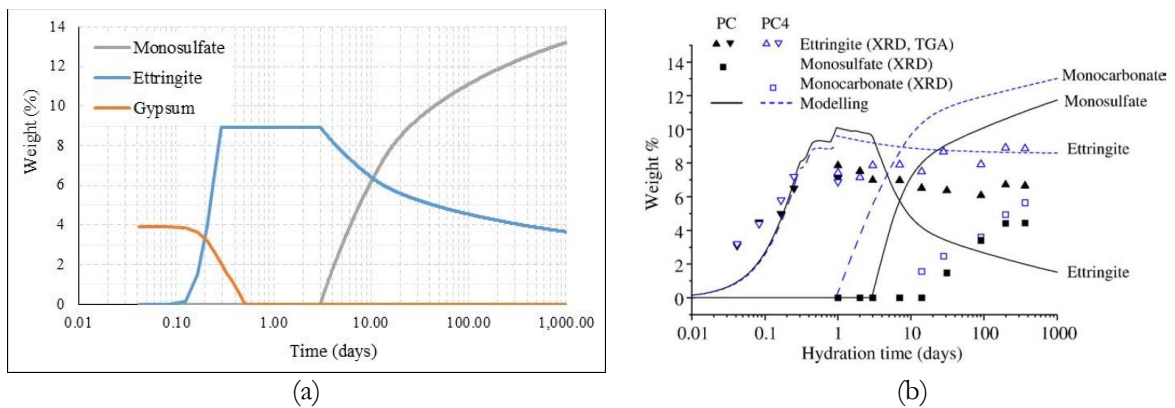 14
12
10
8
6
4
2
0
Weight (%)
Monosulfate
Ettringite
Gypsum
0.01 0.10 1.00 10.00 100.00 1,000.00
Time (days)
(a)
PC PC4
Ettringite (XRD, TGA)
Monosulfate (XRD)
Monocarbonate (XRD)
Modelling
14
12
10
8
6
4
2
0
Weight %
Monocarbonate
Monosulfate
Ettringite
Ettringite
0.01 0.1 1 10 100 1000
Hydration time (days)
(b)